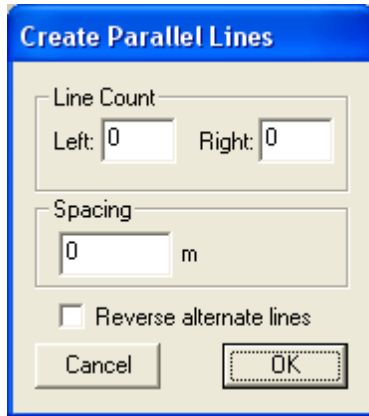 Create Parallel Lines
Line Count
Left: 0 Right: 0
Spacing
0 m
Reverse alternate lines
Cancel OK